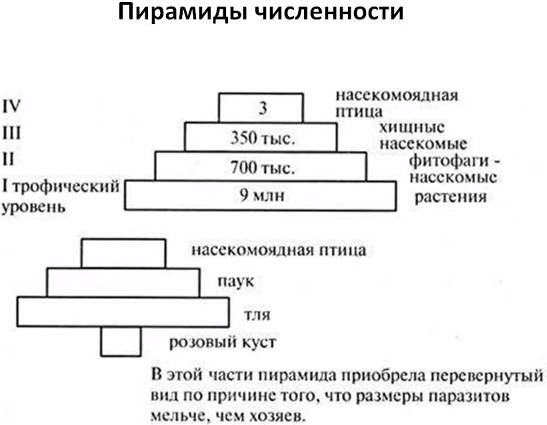 Пирамиды численности
IV
3
насекомоядная
птица
III
350 тыс.
хищные
насекомые
II
700 тыс.
фитофаги -
насекомые
I трофический
уровень
9 млн
растения
насекомоядная птица
паук
тля
розовый куст
В этой части пирамида приобрела перевернутый
вид по причине того, что размеры паразитов
мельче, чем хозяев.